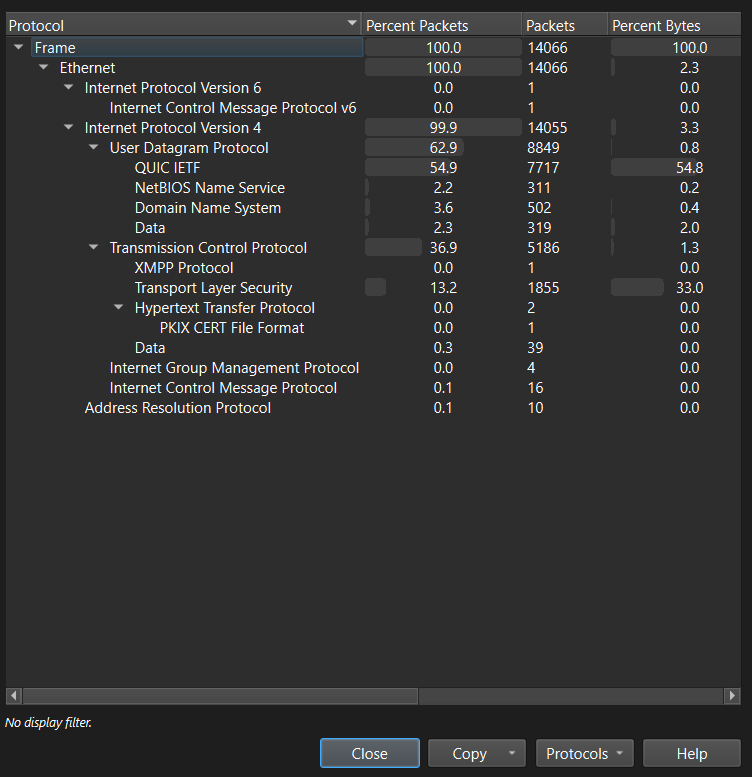 Protocol Percent Packets Packets Percent Bytes
Frame 100.0 14066 100.0
Ethernet 100.0 14066 2.3
Internet Protocol Version 6 0.0 1 0.0
Internet Control Message Protocol v6 0.0 1 0.0
Internet Protocol Version 4 99.9 14055 3.3
User Datagram Protocol 62.9 8849 0.8
QUIC IETF 54.9 7717 54.8
NetBIOS Name Service 2.2 311 0.2
Domain Name System 3.6 502 0.4
Data 2.3 319 2.0
Transmission Control Protocol 36.9 5186 1.3
XMPP Protocol 0.0 1 0.0
Transport Layer Security 13.2 1855 33.0
Hypertext Transfer Protocol 0.0 2 0.0
PKIX CERT File Format 0.0 1 0.0
Data 0.3 39 0.0
Internet Group Management Protocol 0.0 4 0.0
Internet Control Message Protocol 0.1 16 0.0
Address Resolution Protocol 0.1 10 0.0
No display filter.
Close Copy Protocols Help